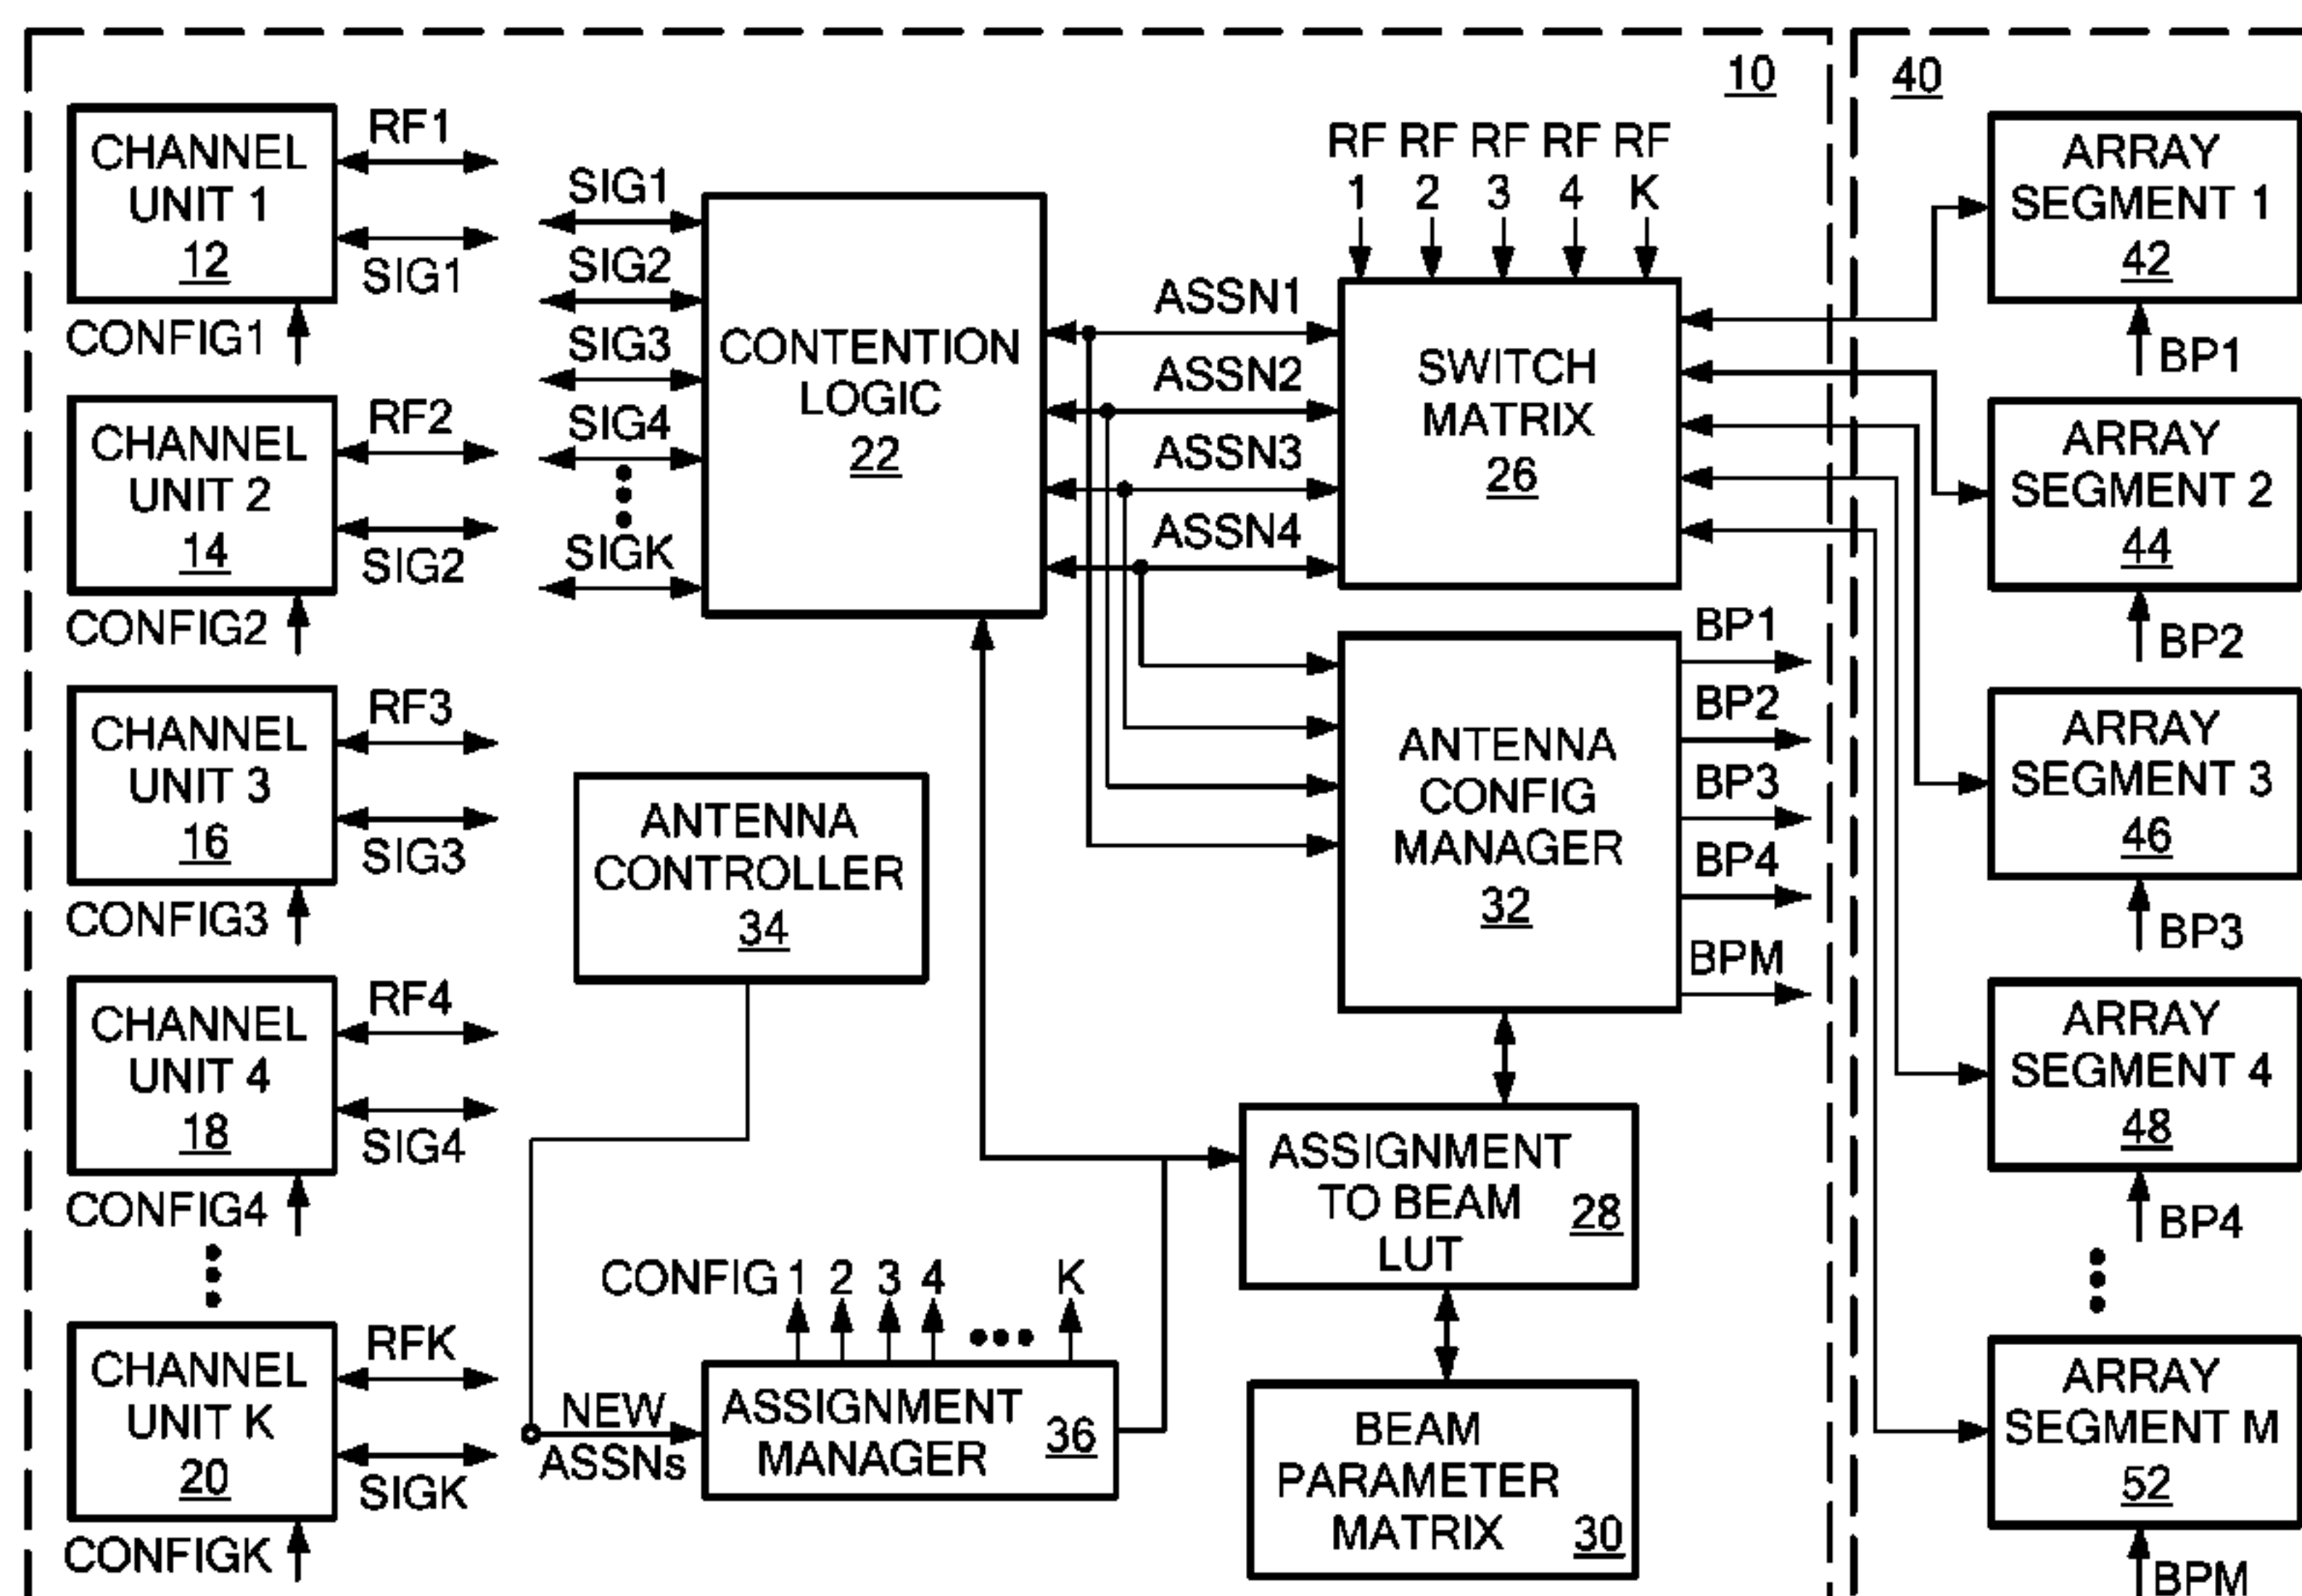 10
40
CHANNEL
UNIT 1
12
RF1
SIG1
CONFIG1
CHANNEL
UNIT 2
14
RF2
SIG2
CONFIG2
CHANNEL
UNIT 3
16
RF3
SIG3
CONFIG3
CHANNEL
UNIT 4
18
RF4
SIG4
CONFIG4
CHANNEL
UNIT K
20
RFK
SIGK
CONFIGK
SIG1
SIG2
SIG3
SIG4
SIGK
CONTENTION
LOGIC
22
ANTENNA
CONTROLLER
34
CONFIG 1 2 3 4 K
NEW
ASSNs
ASSIGNMENT
MANAGER
36
ASSN1
ASSN2
ASSN3
ASSN4
RF RF RF RF RF
1 2 3 4 K
SWITCH
MATRIX
26
ANTENNA
CONFIG
MANAGER
32
BP1
BP2
BP3
BP4
BPM
ASSIGNMENT
TO BEAM
LUT
28
BEAM
PARAMETER
MATRIX
30
ARRAY
SEGMENT 1
42
BP1
ARRAY
SEGMENT 2
44
BP2
ARRAY
SEGMENT 3
46
BP3
ARRAY
SEGMENT 4
48
BP4
ARRAY
SEGMENT M
52
BPM